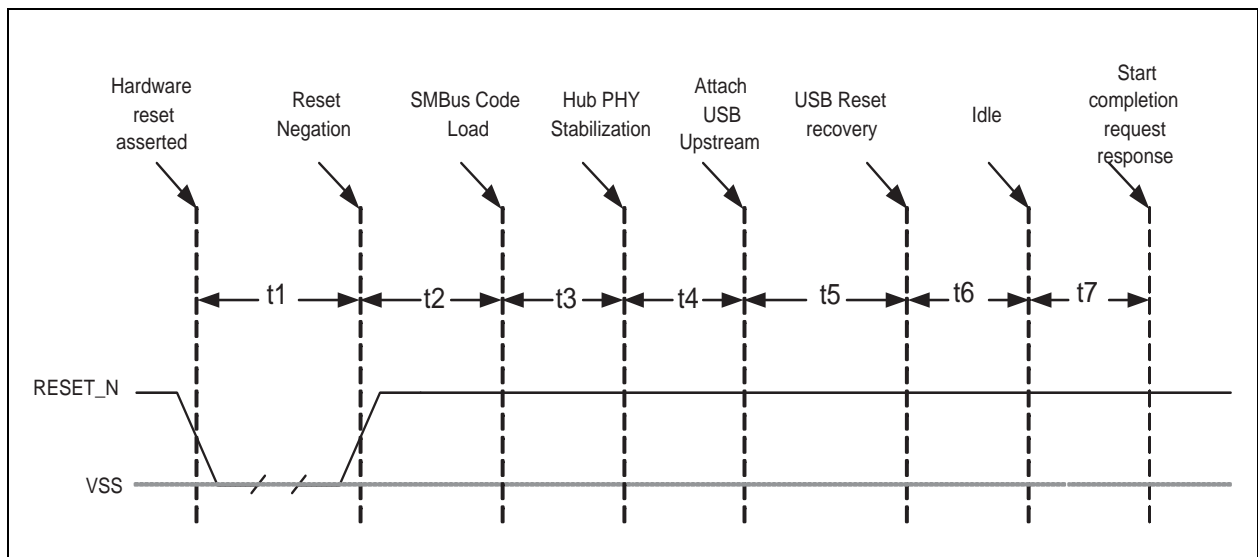 Hardware
reset
asserted
Reset
Negation
SMBus Code
Load
Hub PHY
Stabilization
Attach
USB
Upstream
USB Reset
recovery
Idle
Start
completion
request
response
t1
t2
t3
t4
t5
t6
t7
RESET_N
VSS